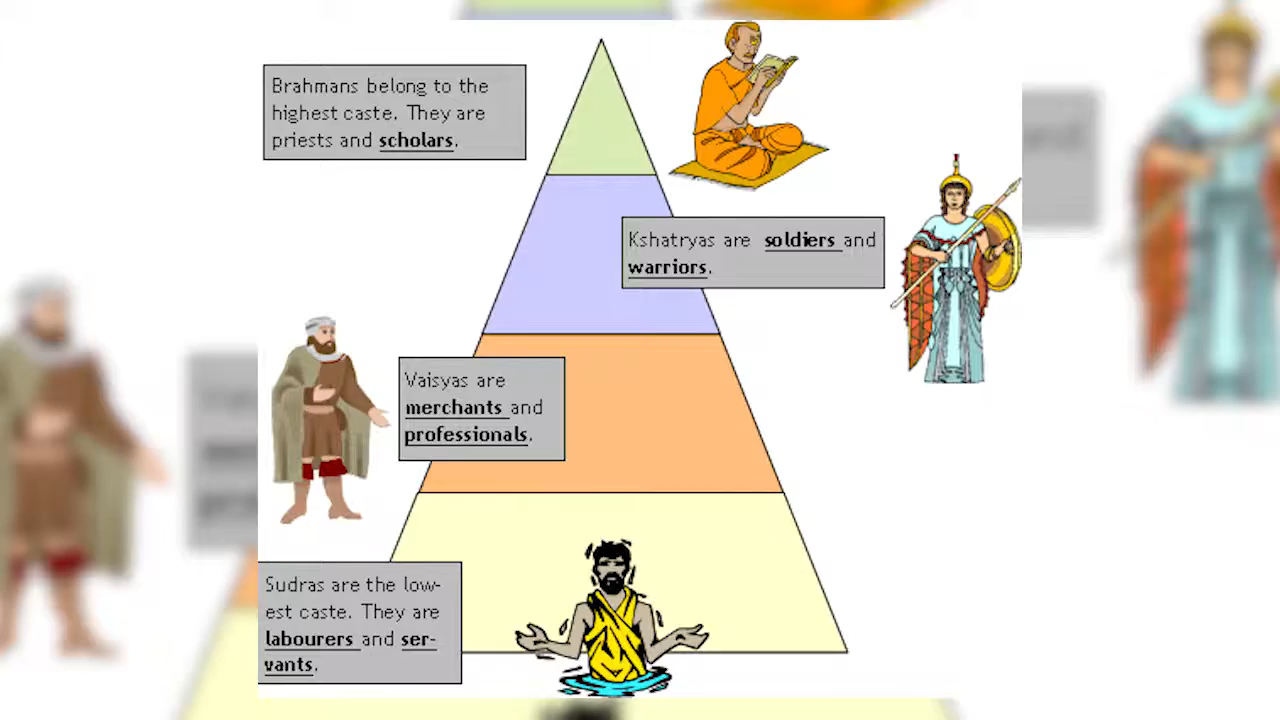 Brahmans belong to the
highest caste. They are
priests and scholars.
Kshatryas are soldiers and
warriors.
Vaisyas are
merchants and
professionals.
Sudras are the low-
est caste. They are
labourers and ser-
vants.